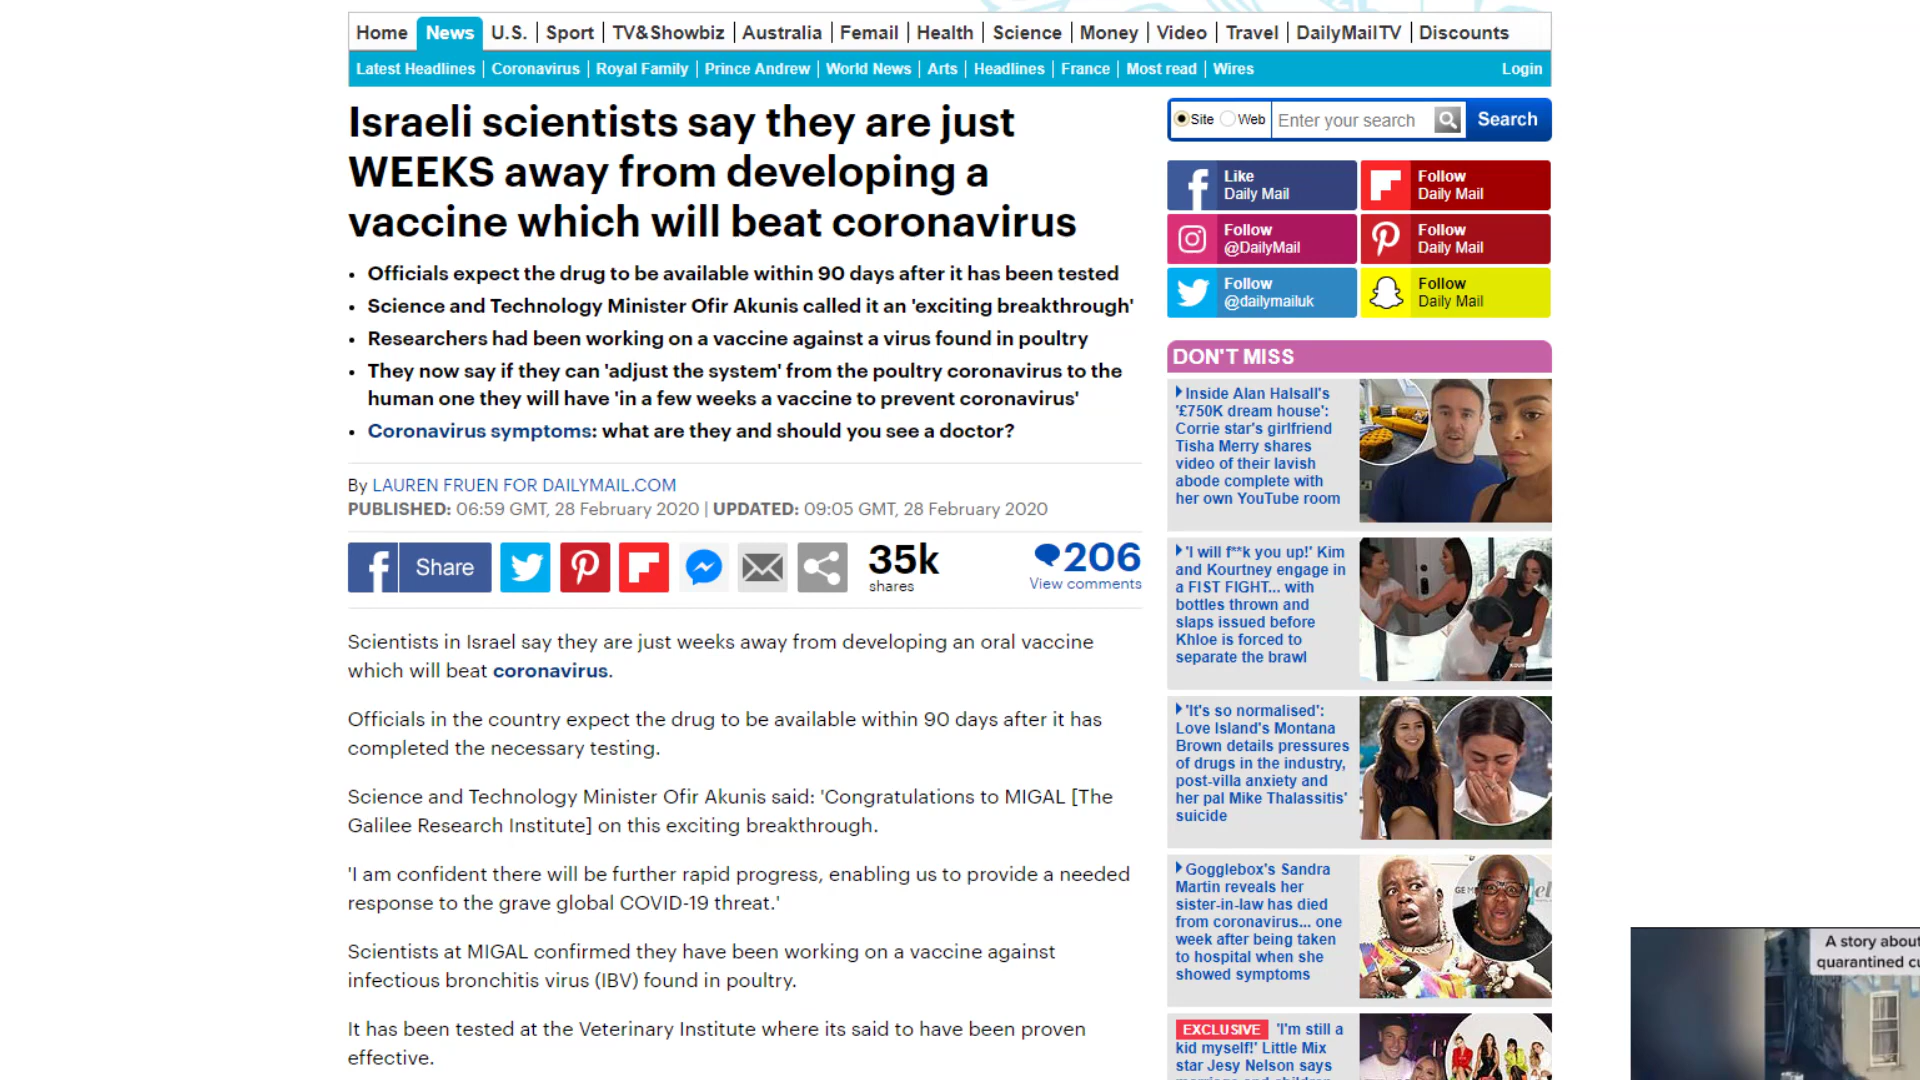 Home News U.S. Sport TV&Showbiz Australia Femail Health Science Money Video Travel DailyMailTV Discounts
Latest Headlines Coronavirus Royal Family Prince Andrew World News Arts Headlines France Most read Wires Login
Israeli scientists say they are just
WEEKS away from developing a
vaccine which will beat coronavirus
• Officials expect the drug to be available within 90 days after it has been tested
• Science and Technology Minister Ofir Akunis called it an 'exciting breakthrough'
• Researchers had been working on a vaccine against a virus found in poultry
• They now say if they can 'adjust the system' from the poultry coronavirus to the
human one they will have 'in a few weeks a vaccine to prevent coronavirus'
• Coronavirus symptoms: what are they and should you see a doctor?
By LAUREN FRUEN FOR DAILYMAIL.COM
PUBLISHED: 06:59 GMT, 28 February 2020 | UPDATED: 09:05 GMT, 28 February 2020
Share
35k
shares
206
View comments
Scientists in Israel say they are just weeks away from developing an oral vaccine
which will beat coronavirus.
Officials in the country expect the drug to be available within 90 days after it has
completed the necessary testing.
Science and Technology Minister Ofir Akunis said: 'Congratulations to MIGAL [The
Galilee Research Institute] on this exciting breakthrough.
'I am confident there will be further rapid progress, enabling us to provide a needed
response to the grave global COVID-19 threat.'
Scientists at MIGAL confirmed they have been working on a vaccine against
infectious bronchitis virus (IBV) found in poultry.
It has been tested at the Veterinary Institute where its said to have been proven
effective.
Site Web Enter your search Search
Like
Daily Mail
Follow
Daily Mail
Follow
@DailyMail
Follow
Daily Mail
Follow
@dailymailuk
Follow
Daily Mail
DON'T MISS
Inside Alan Halsall's
'£750K dream house':
Corrie star's girlfriend
Tisha Merry shares
video of their lavish
abode complete with
her own YouTube room
'I will f**k you up!' Kim
and Kourtney engage in
a FIST FIGHT... with
bottles thrown and
slaps issued before
Khloe is forced to
separate the brawl
'It's so normalised':
Love Island's Montana
Brown details pressures
of drugs in the industry,
post-villa anxiety and
her pal Mike Thalassitis'
suicide
Gogglebox's Sandra
Martin reveals her
sister-in-law has died
from coronavirus... one
week after being taken
to hospital when she
showed symptoms
EXCLUSIVE 'I'm still a
kid myself!' Little Mix
star Jesy Nelson says
A story about
quarantined